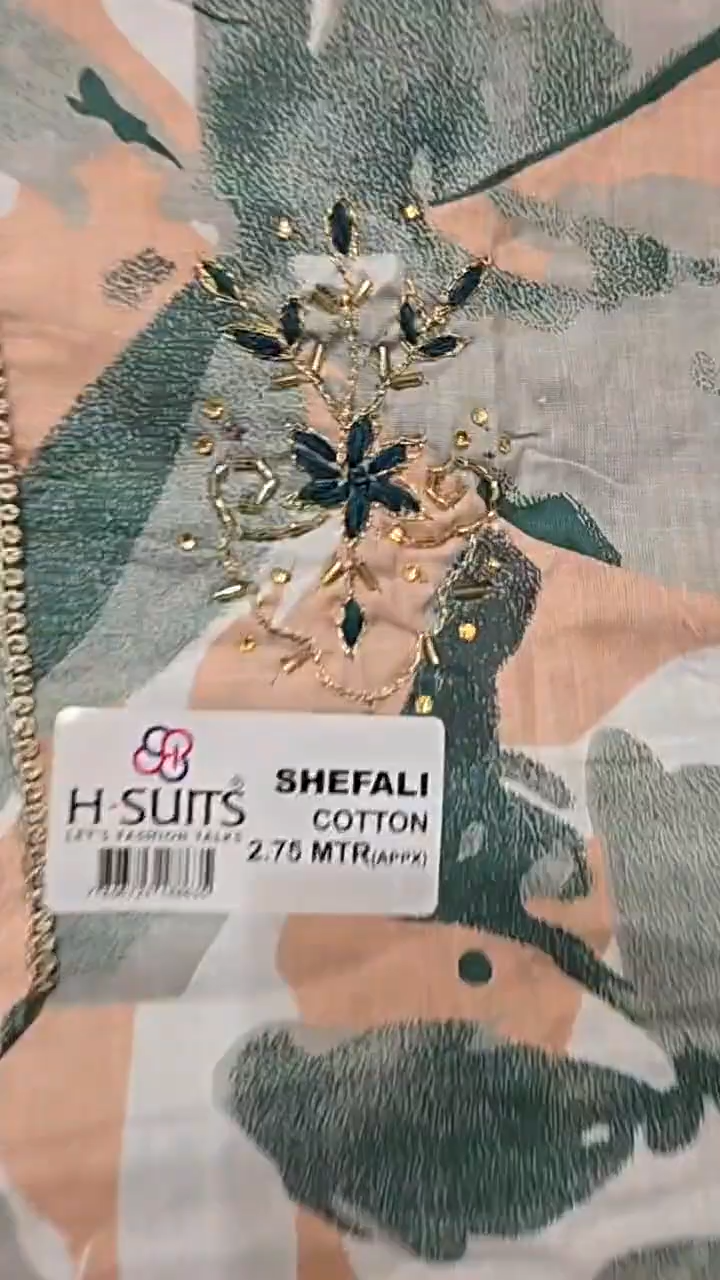 H-SUITS®
LET'S FASHION TALKS
SHEFALI
COTTON
2.75 MTR(APPX)